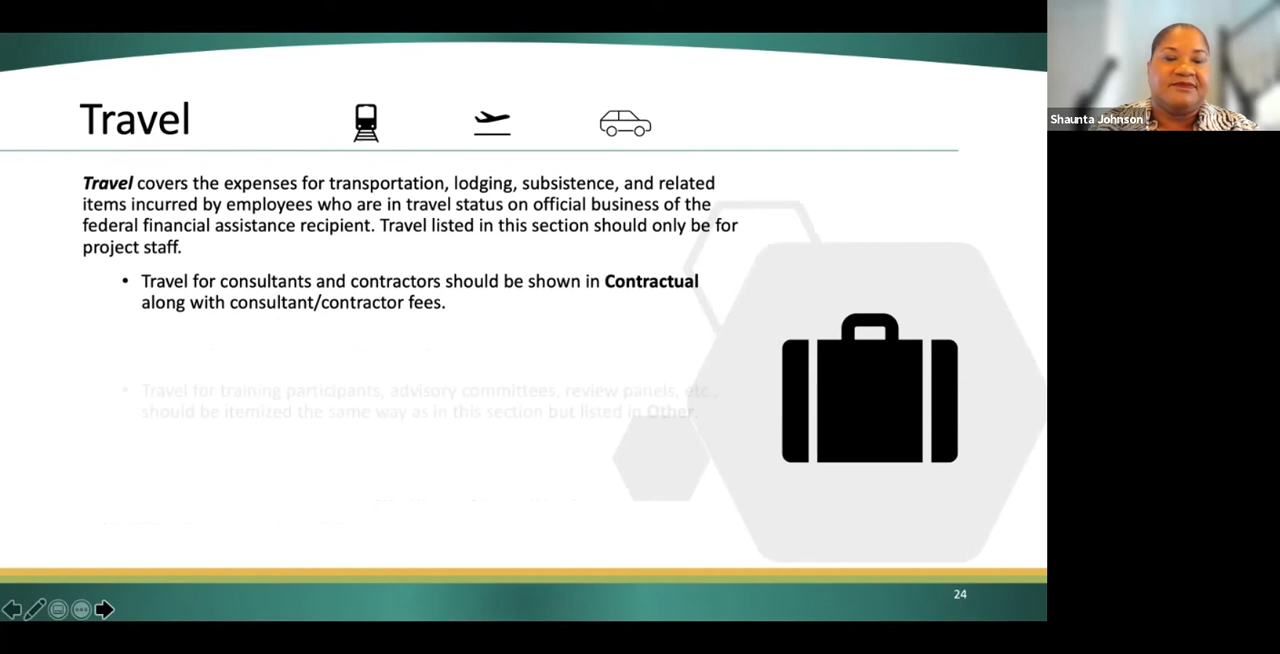 Travel
Travel covers the expenses for transportation, lodging, subsistence, and related
items incurred by employees who are in travel status on official business of the
federal financial assistance recipient. Travel listed in this section should only be for
project staff.
• Travel for consultants and contractors should be shown in Contractual
along with consultant/contractor fees.
• Travel for training participants, advisory committees, review panels, etc.,
should be itemized the same way as in this section but listed in Other.
24
Shaunta Johnson